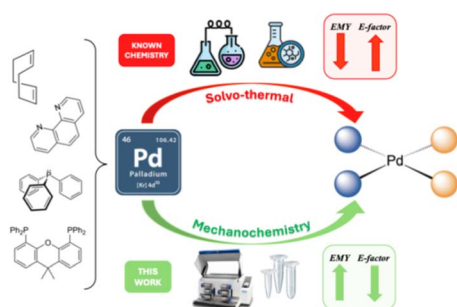 KNOWN
CHEMISTRY
EMY E-factor
Solvo-thermal
N
N
46 106.42
Pd
Palladium
[Kr] 4d¹⁰
Pd
Ph₂P
PPh₂
O
Mechanochemistry
THIS
WORK
EMY E-factor